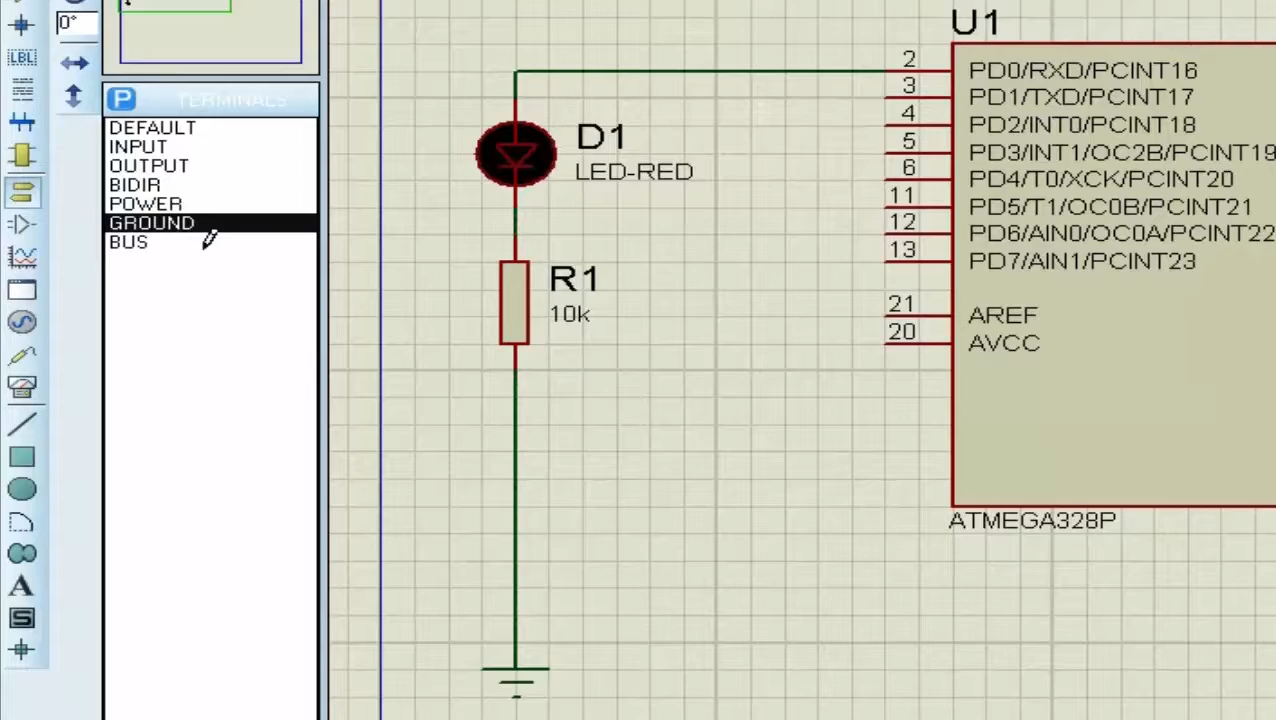 0°
LBL
P TERMINALS
DEFAULT
INPUT
OUTPUT
BIDIR
POWER
GROUND
BUS
A
S
D1
LED-RED
R1
10k
U1
2 PD0/RXD/PCINT16
3 PD1/TXD/PCINT17
4 PD2/INT0/PCINT18
5 PD3/INT1/OC2B/PCINT19
6 PD4/T0/XCK/PCINT20
11 PD5/T1/OC0B/PCINT21
12 PD6/AIN0/OC0A/PCINT22
13 PD7/AIN1/PCINT23
21 AREF
20 AVCC
ATMEGA328P